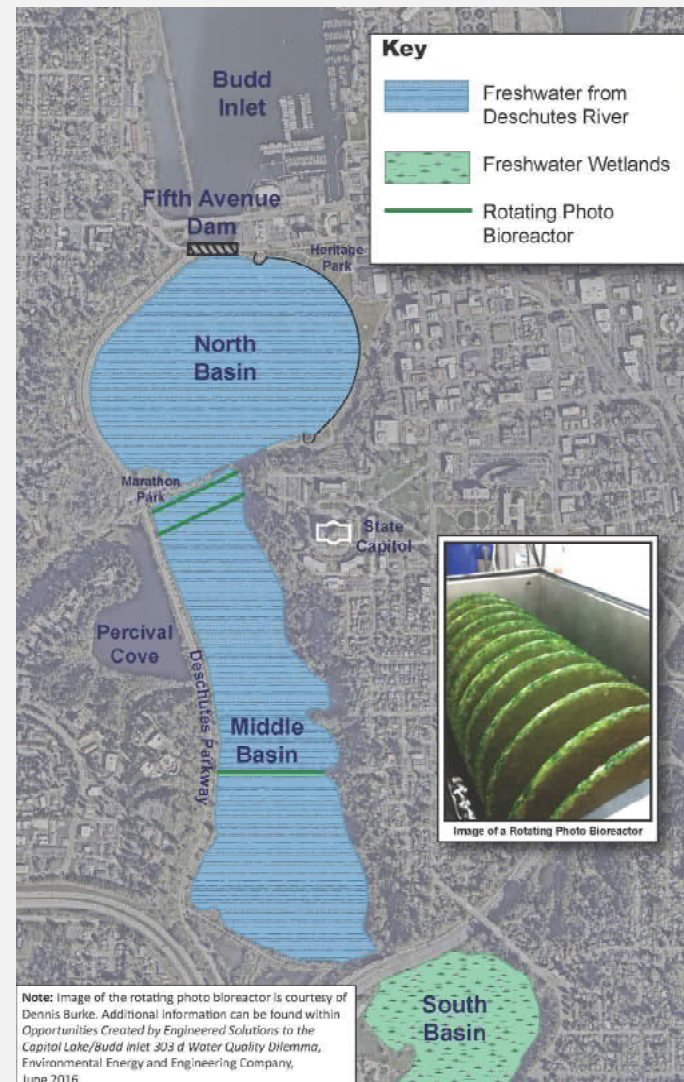 Budd
Inlet
Key
Freshwater from
Deschutes River
Freshwater Wetlands
Rotating Photo
Bioreactor
Fifth Avenue
Dam
Heritage
Park
North
Basin
Marathon
Park
State
Capitol
Percival
Cove
Deschutes Parkway
Middle
Basin
Image of a Rotating Photo Bioreactor
South
Basin
Note: Image of the rotating photo bioreactor is courtesy of
Dennis Burke. Additional information can be found within
Opportunities Created by Engineered Solutions to the
Capitol Lake/Budd Inlet 303 d Water Quality Dilemma,
Environmental Energy and Engineering Company,
June 2016